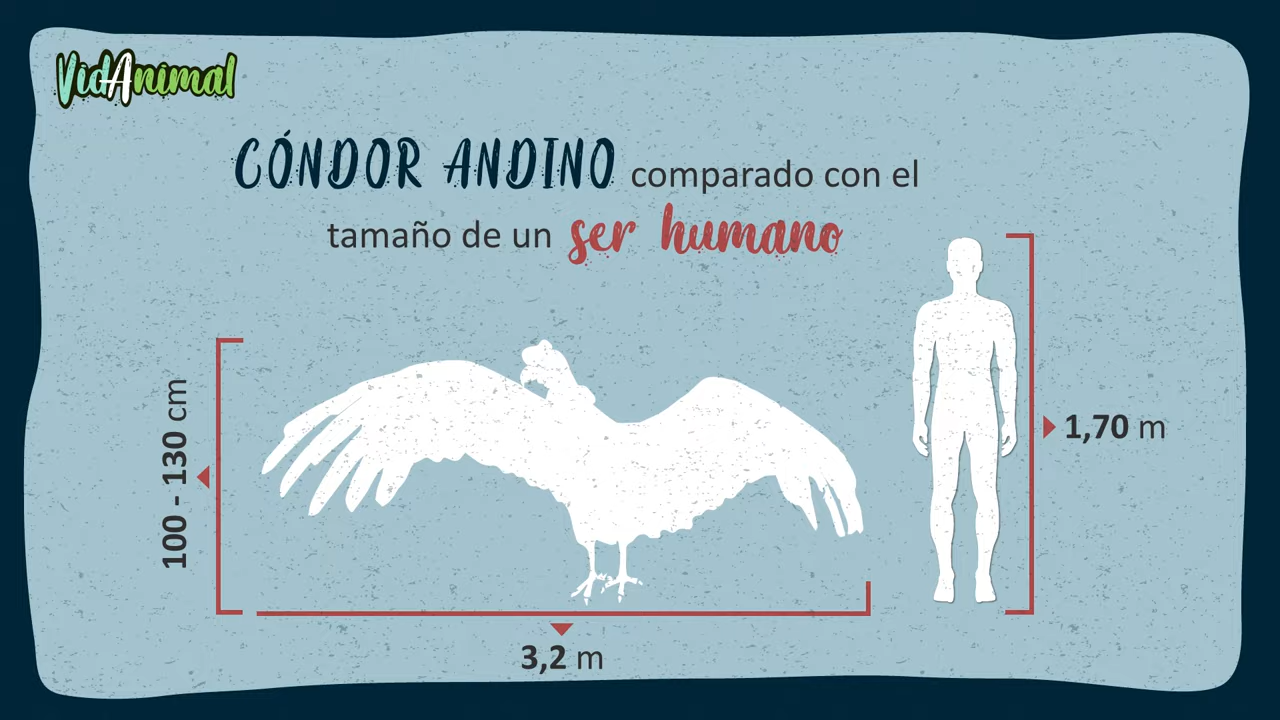 VidAnimal
CÓNDOR ANDINO comparado con el
tamaño de un ser humano
100 - 130 cm
1,70 m
3,2 m